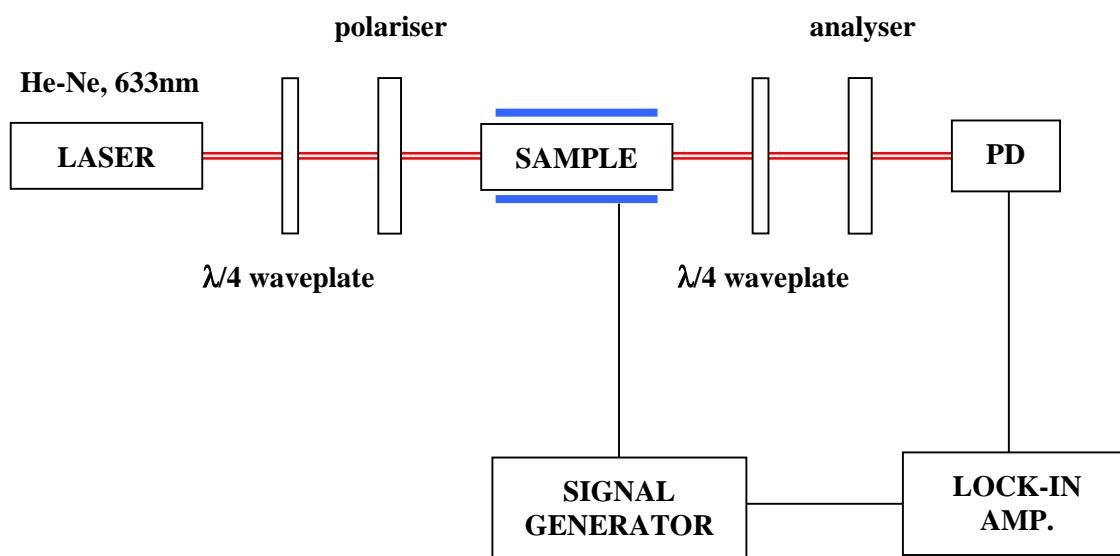 polariser
analyser
He-Ne, 633nm
LASER
SAMPLE
PD
λ/4 waveplate
λ/4 waveplate
SIGNAL
GENERATOR
LOCK-IN
AMP.